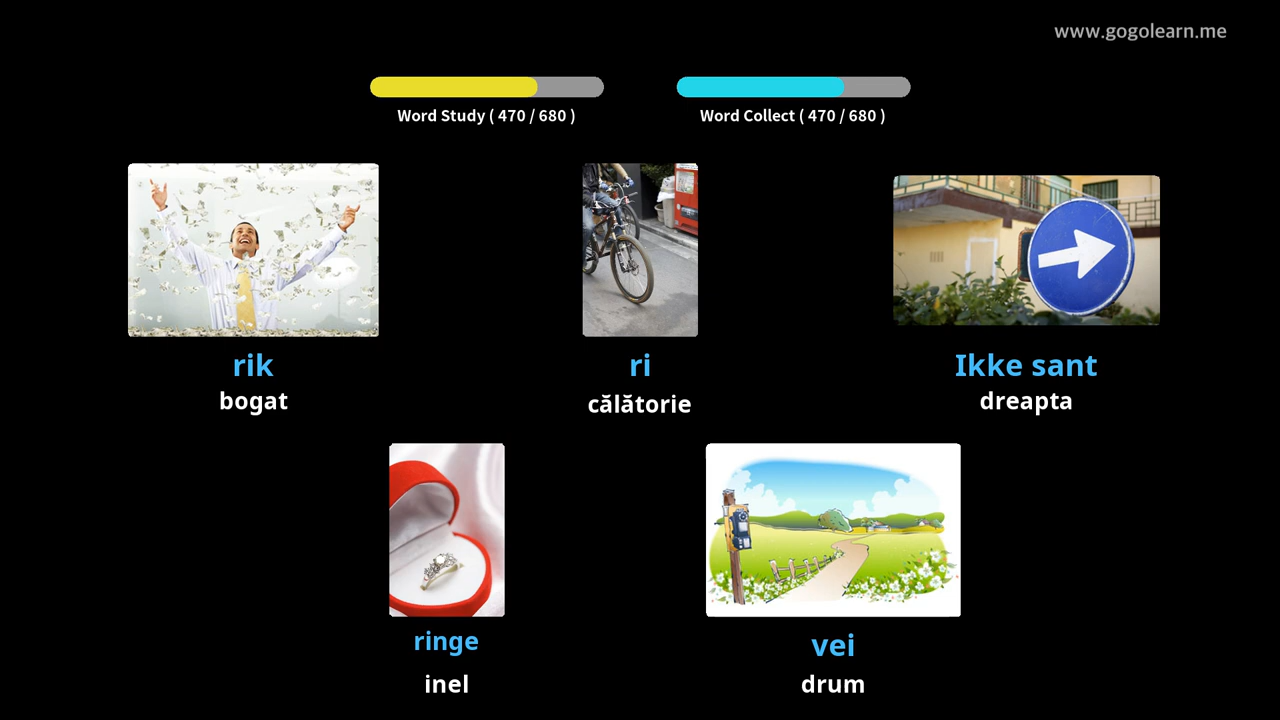 www.gogolearn.me
Word Study ( 470 / 680 )
Word Collect ( 470 / 680 )
rik
bogat
ri
călătorie
Ikke sant
dreapta
ringe
inel
vei
drum